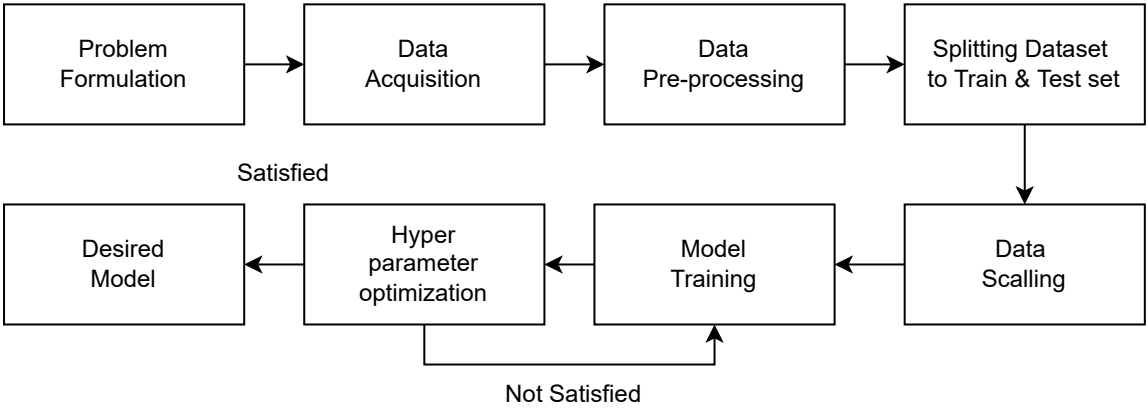 Problem
Formulation
Data
Acquisition
Data
Pre-processing
Splitting Dataset
to Train & Test set
Satisfied
Desired
Model
Hyper
parameter
optimization
Model
Training
Data
Scalling
Not Satisfied